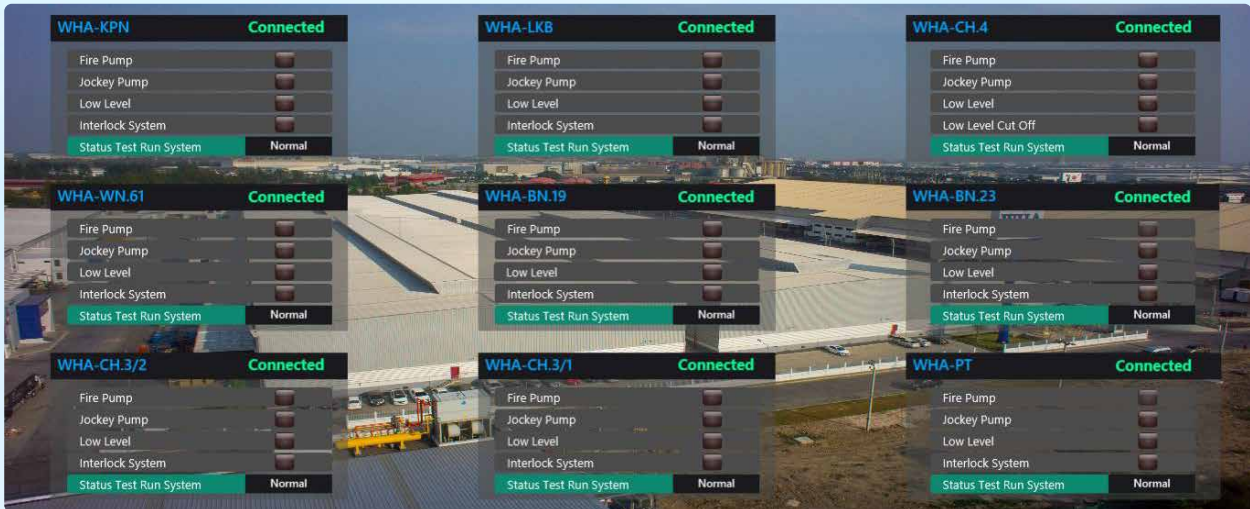 WHA-KPN Connected
Fire Pump
Jockey Pump
Low Level
Interlock System
Status Test Run System Normal
WHA-LKB Connected
Fire Pump
Jockey Pump
Low Level
Interlock System
Status Test Run System Normal
WHA-CH.4 Connected
Fire Pump
Jockey Pump
Low Level
Low Level Cut Off
Status Test Run System Normal
WHA-WN.61 Connected
Fire Pump
Jockey Pump
Low Level
Interlock System
Status Test Run System Normal
WHA-BN.19 Connected
Fire Pump
Jockey Pump
Low Level
Interlock System
Status Test Run System Normal
WHA-BN.23 Connected
Fire Pump
Jockey Pump
Low Level
Interlock System
Status Test Run System Normal
WHA-CH.3/2 Connected
Fire Pump
Jockey Pump
Low Level
Interlock System
Status Test Run System Normal
WHA-CH.3/1 Connected
Fire Pump
Jockey Pump
Low Level
Interlock System
Status Test Run System Normal
WHA-PT Connected
Fire Pump
Jockey Pump
Low Level
Interlock System
Status Test Run System Normal